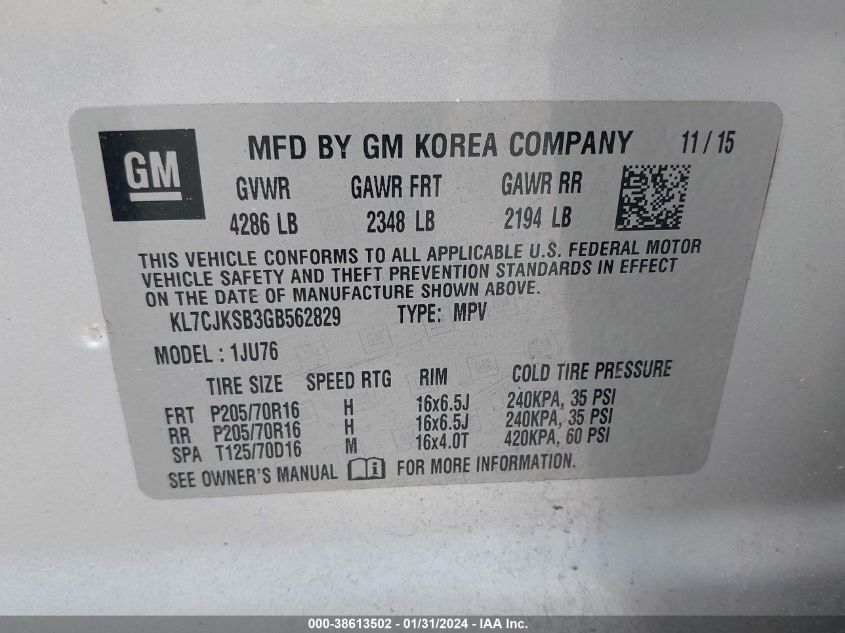 GM
MFD BY GM KOREA COMPANY 11/15
GVWR GAWR FRT GAWR RR
4286 LB 2348 LB 2194 LB
THIS VEHICLE CONFORMS TO ALL APPLICABLE U.S. FEDERAL MOTOR
VEHICLE SAFETY AND THEFT PREVENTION STANDARDS IN EFFECT
ON THE DATE OF MANUFACTURE SHOWN ABOVE.
KL7CJKSB3GB562829 TYPE: MPV
MODEL : 1JU76
TIRE SIZE SPEED RTG RIM COLD TIRE PRESSURE
FRT P205/70R16 H 16x6.5J 240KPA, 35 PSI
RR P205/70R16 H 16x6.5J 240KPA, 35 PSI
SPA T125/70D16 M 16x4.0T 420KPA, 60 PSI
SEE OWNER'S MANUAL FOR MORE INFORMATION.
000-38613502 - 01/31/2024 - IAA Inc.